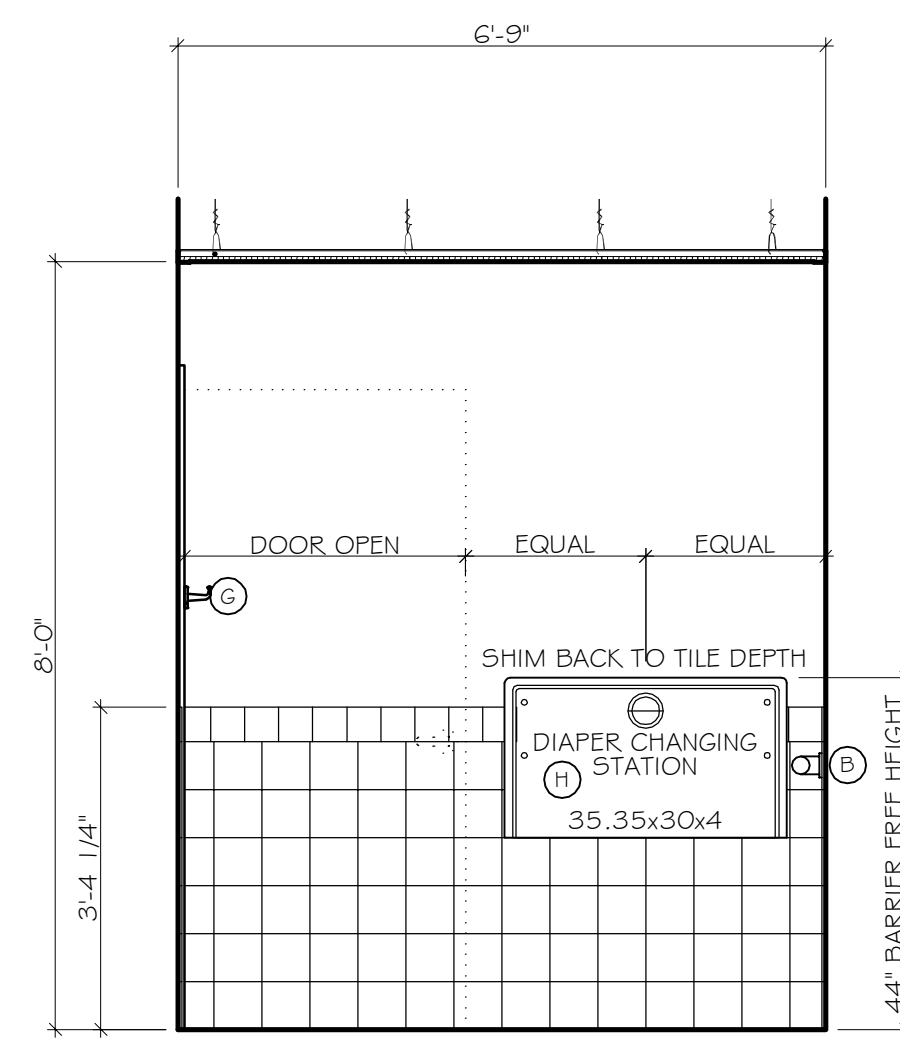 6'-9"
DOOR OPEN
EQUAL
EQUAL
G
8'-0"
SHIM BACK TO TILE DEPTH
DIAPER CHANGING
STATION
H
B
35.35x30x4
3'-4 1/4"
44" BARRIER FREE HEIGHT